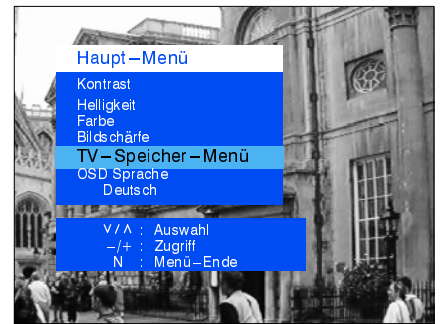 Haupt–Menü
Kontrast
Helligkeit
Farbe
Bildschärfe
TV–Speicher–Menü
OSD Sprache
Deutsch
V/Λ : Auswahl
–/+ : Zugriff
N : Menü–Ende